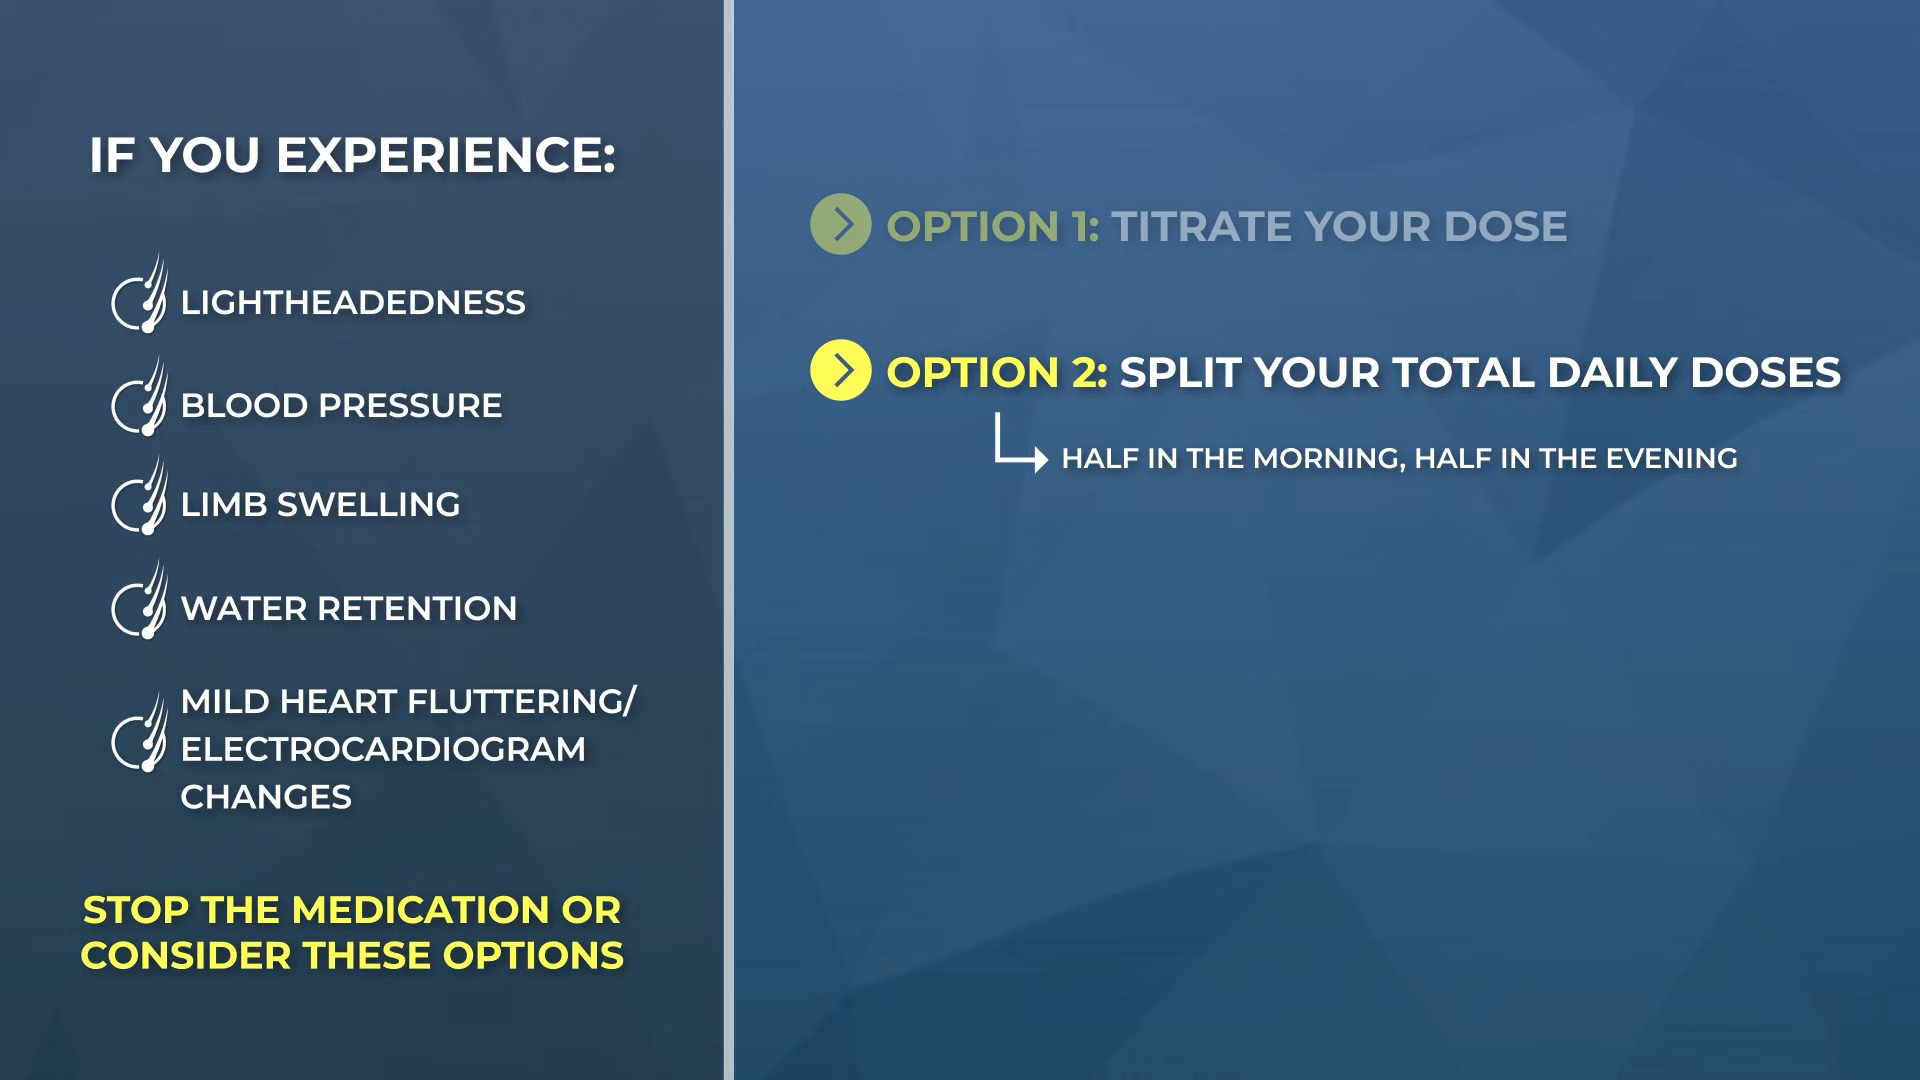 IF YOU EXPERIENCE:
LIGHTHEADEDNESS
BLOOD PRESSURE
LIMB SWELLING
WATER RETENTION
MILD HEART FLUTTERING/
ELECTROCARDIOGRAM
CHANGES
STOP THE MEDICATION OR
CONSIDER THESE OPTIONS
OPTION 1: TITRATE YOUR DOSE
OPTION 2: SPLIT YOUR TOTAL DAILY DOSES
HALF IN THE MORNING, HALF IN THE EVENING